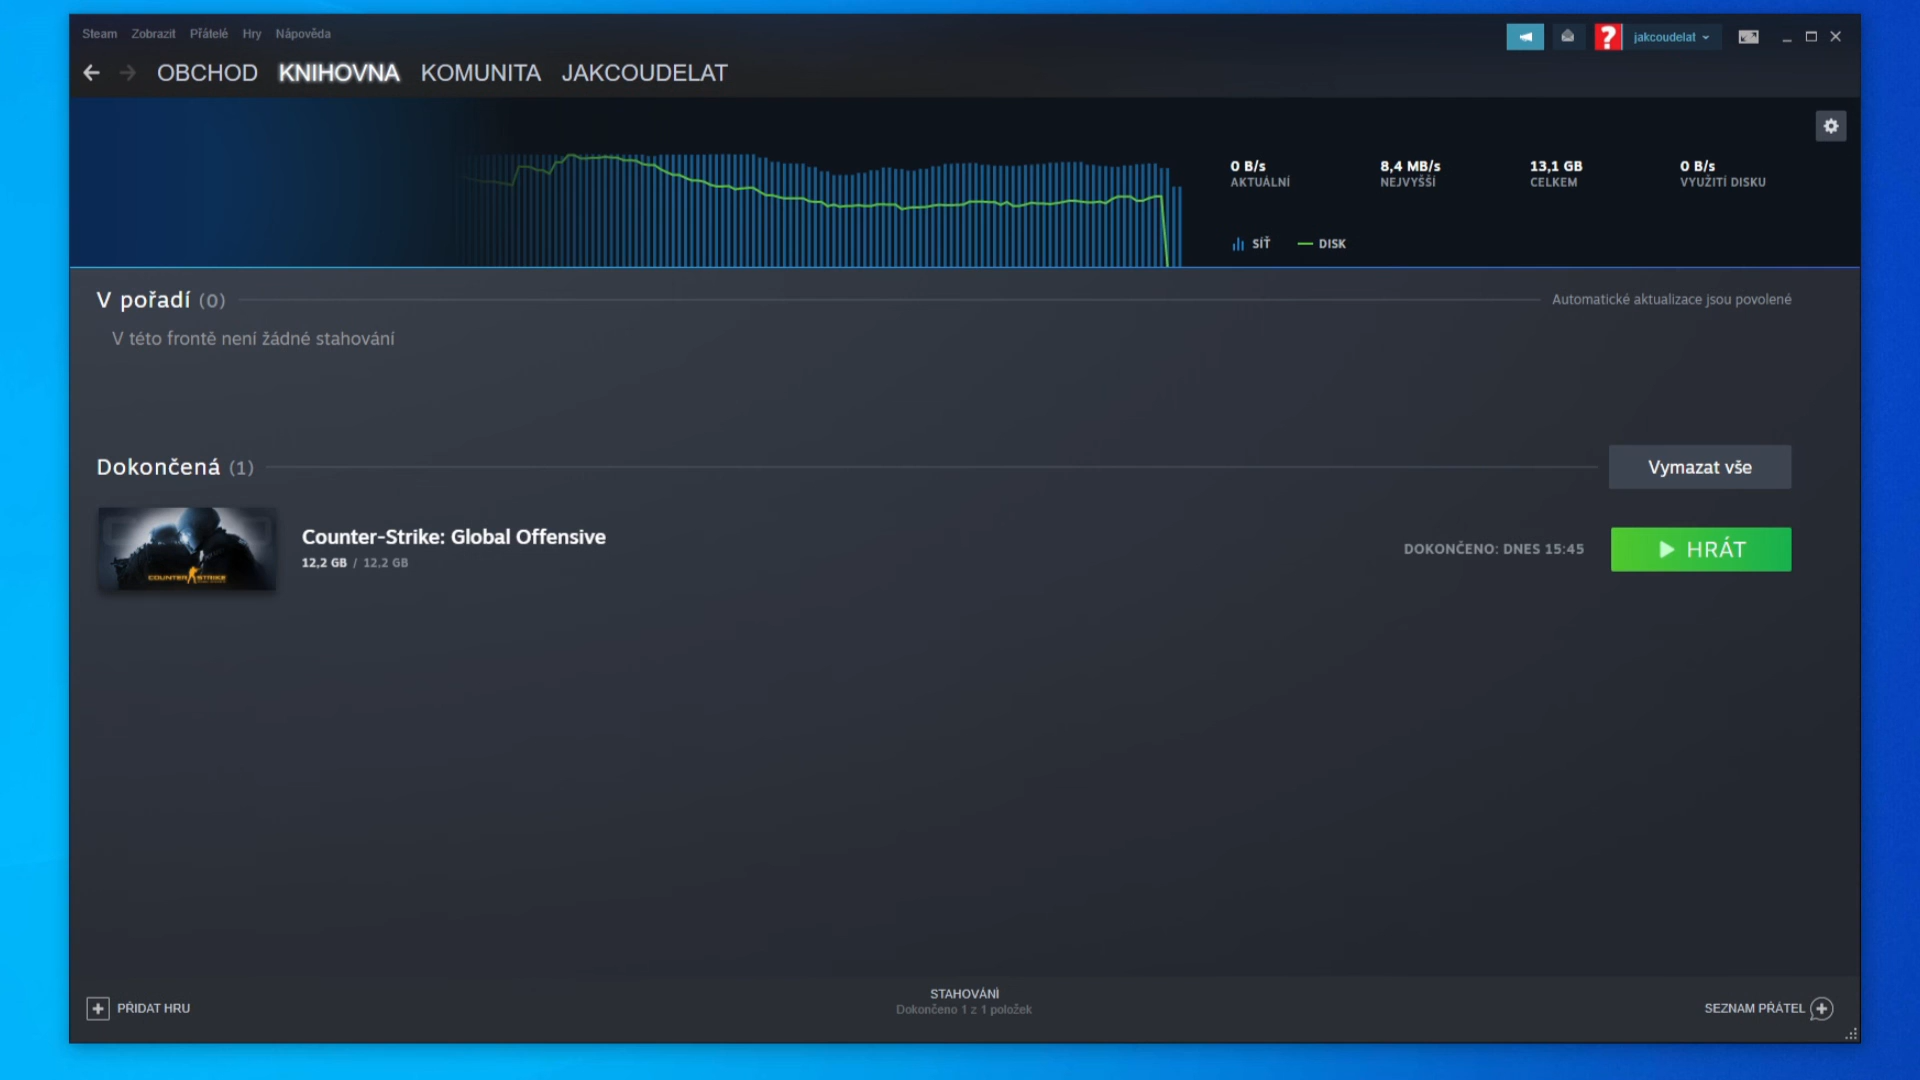 Steam Zobrazit Přátelé Hry Nápověda
jakcoudelat
OBCHOD KNIHOVNA KOMUNITA JAKCOUDELAT
0 B/s 8,4 MB/s 13,1 GB 0 B/s
AKTUÁLNÍ NEJVYŠŠÍ CELKEM VYUŽITÍ DISKU
SÍŤ DISK
V pořadí (0) Automatické aktualizace jsou povolené
V této frontě není žádné stahování
Dokončená (1) Vymazat vše
COUNTER STRIKE
Counter-Strike: Global Offensive
12,2 GB / 12,2 GB
DOKONČENO: DNES 15:45 HRÁT
STAHOVÁNÍ
Dokončeno 1 z 1 položek
PŘIDAT HRU SEZNAM PŘÁTEL